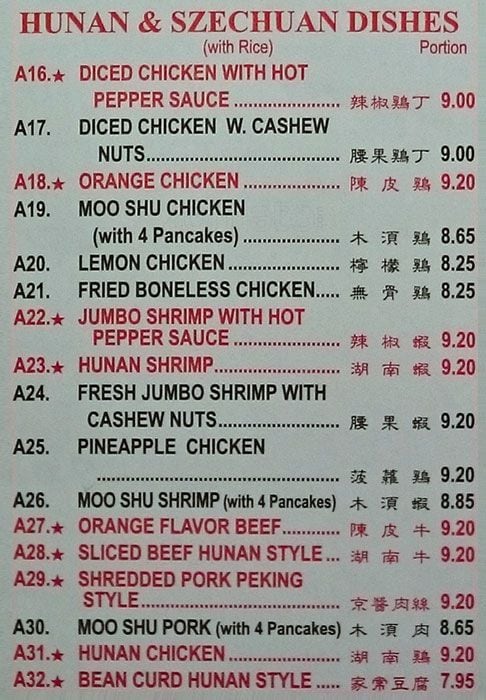 HUNAN & SZECHUAN DISHES
(with Rice) Portion
A16.★ DICED CHICKEN WITH HOT
PEPPER SAUCE ................ 辣椒鷄丁 9.00
A17. DICED CHICKEN W. CASHEW
NUTS................................ 腰果鷄丁 9.00
A18.★ ORANGE CHICKEN ................ 陳皮鷄 9.20
A19. MOO SHU CHICKEN
(with 4 Pancakes) ................ 木須鷄 8.65
A20. LEMON CHICKEN ................ 檸檬鷄 8.25
A21. FRIED BONELESS CHICKEN..... 無骨鷄 8.25
A22.★ JUMBO SHRIMP WITH HOT
PEPPER SAUCE ................ 辣椒蝦 9.20
A23.★ HUNAN SHRIMP...................... 湖南蝦 9.20
A24. FRESH JUMBO SHRIMP WITH
CASHEW NUTS...................... 腰果蝦 9.20
A25. PINEAPPLE CHICKEN
........................................ 菠蘿鷄 9.20
A26. MOO SHU SHRIMP (with 4 Pancakes) 木須蝦 8.85
A27.★ ORANGE FLAVOR BEEF........... 陳皮牛 9.20
A28.★ SLICED BEEF HUNAN STYLE ... 湖南牛 9.20
A29.★ SHREDDED PORK PEKING
STYLE.................................. 京醬肉絲 9.20
A30. MOO SHU PORK (with 4 Pancakes) 木須肉 8.65
A31.★ HUNAN CHICKEN ................... 湖南鷄 9.20
A32.★ BEAN CURD HUNAN STYLE ..... 家常豆腐 7.95